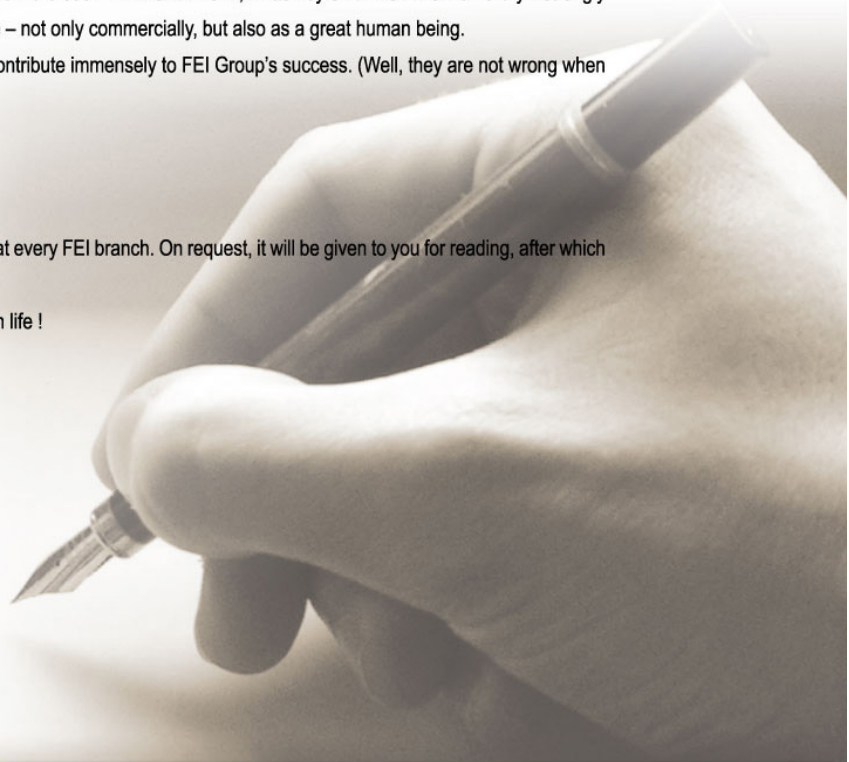 – not only commercially, but also as a great human being.
ontribute immensely to FEI Group's success. (Well, they are not wrong when
at every FEI branch. On request, it will be given to you for reading, after which
n life !